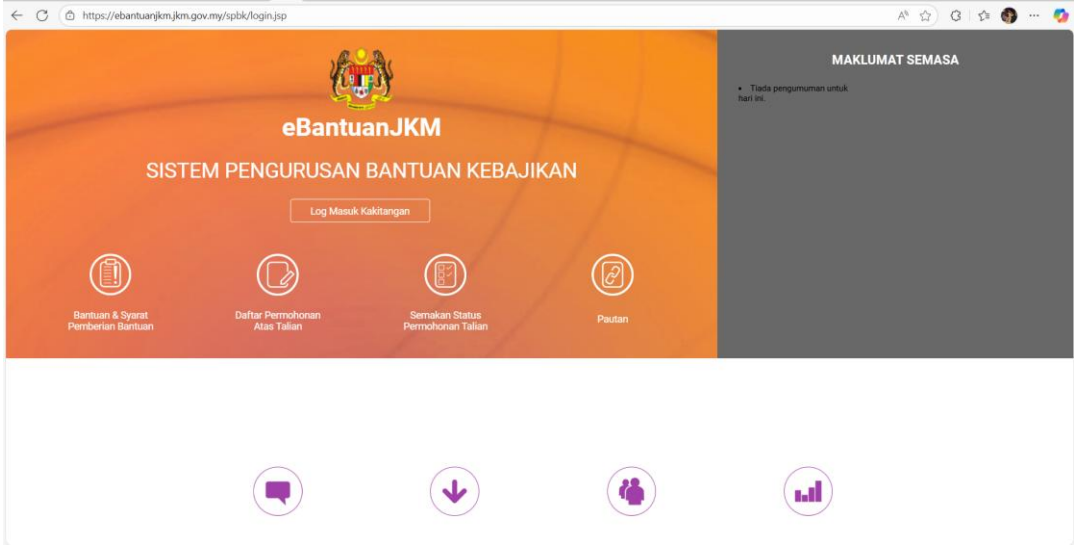 https://ebantuanjkm.jkm.gov.my/spbk/login.jsp
eBantuanJKM
SISTEM PENGURUSAN BANTUAN KEBAJIKAN
Log Masuk Kakitangan
Bantuan & Syarat
Pemberian Bantuan
Daftar Permohonan
Atas Talian
Semakan Status
Permohonan Talian
Pautan
MAKLUMAT SEMASA
• Tiada pengumuman untuk
hari ini.